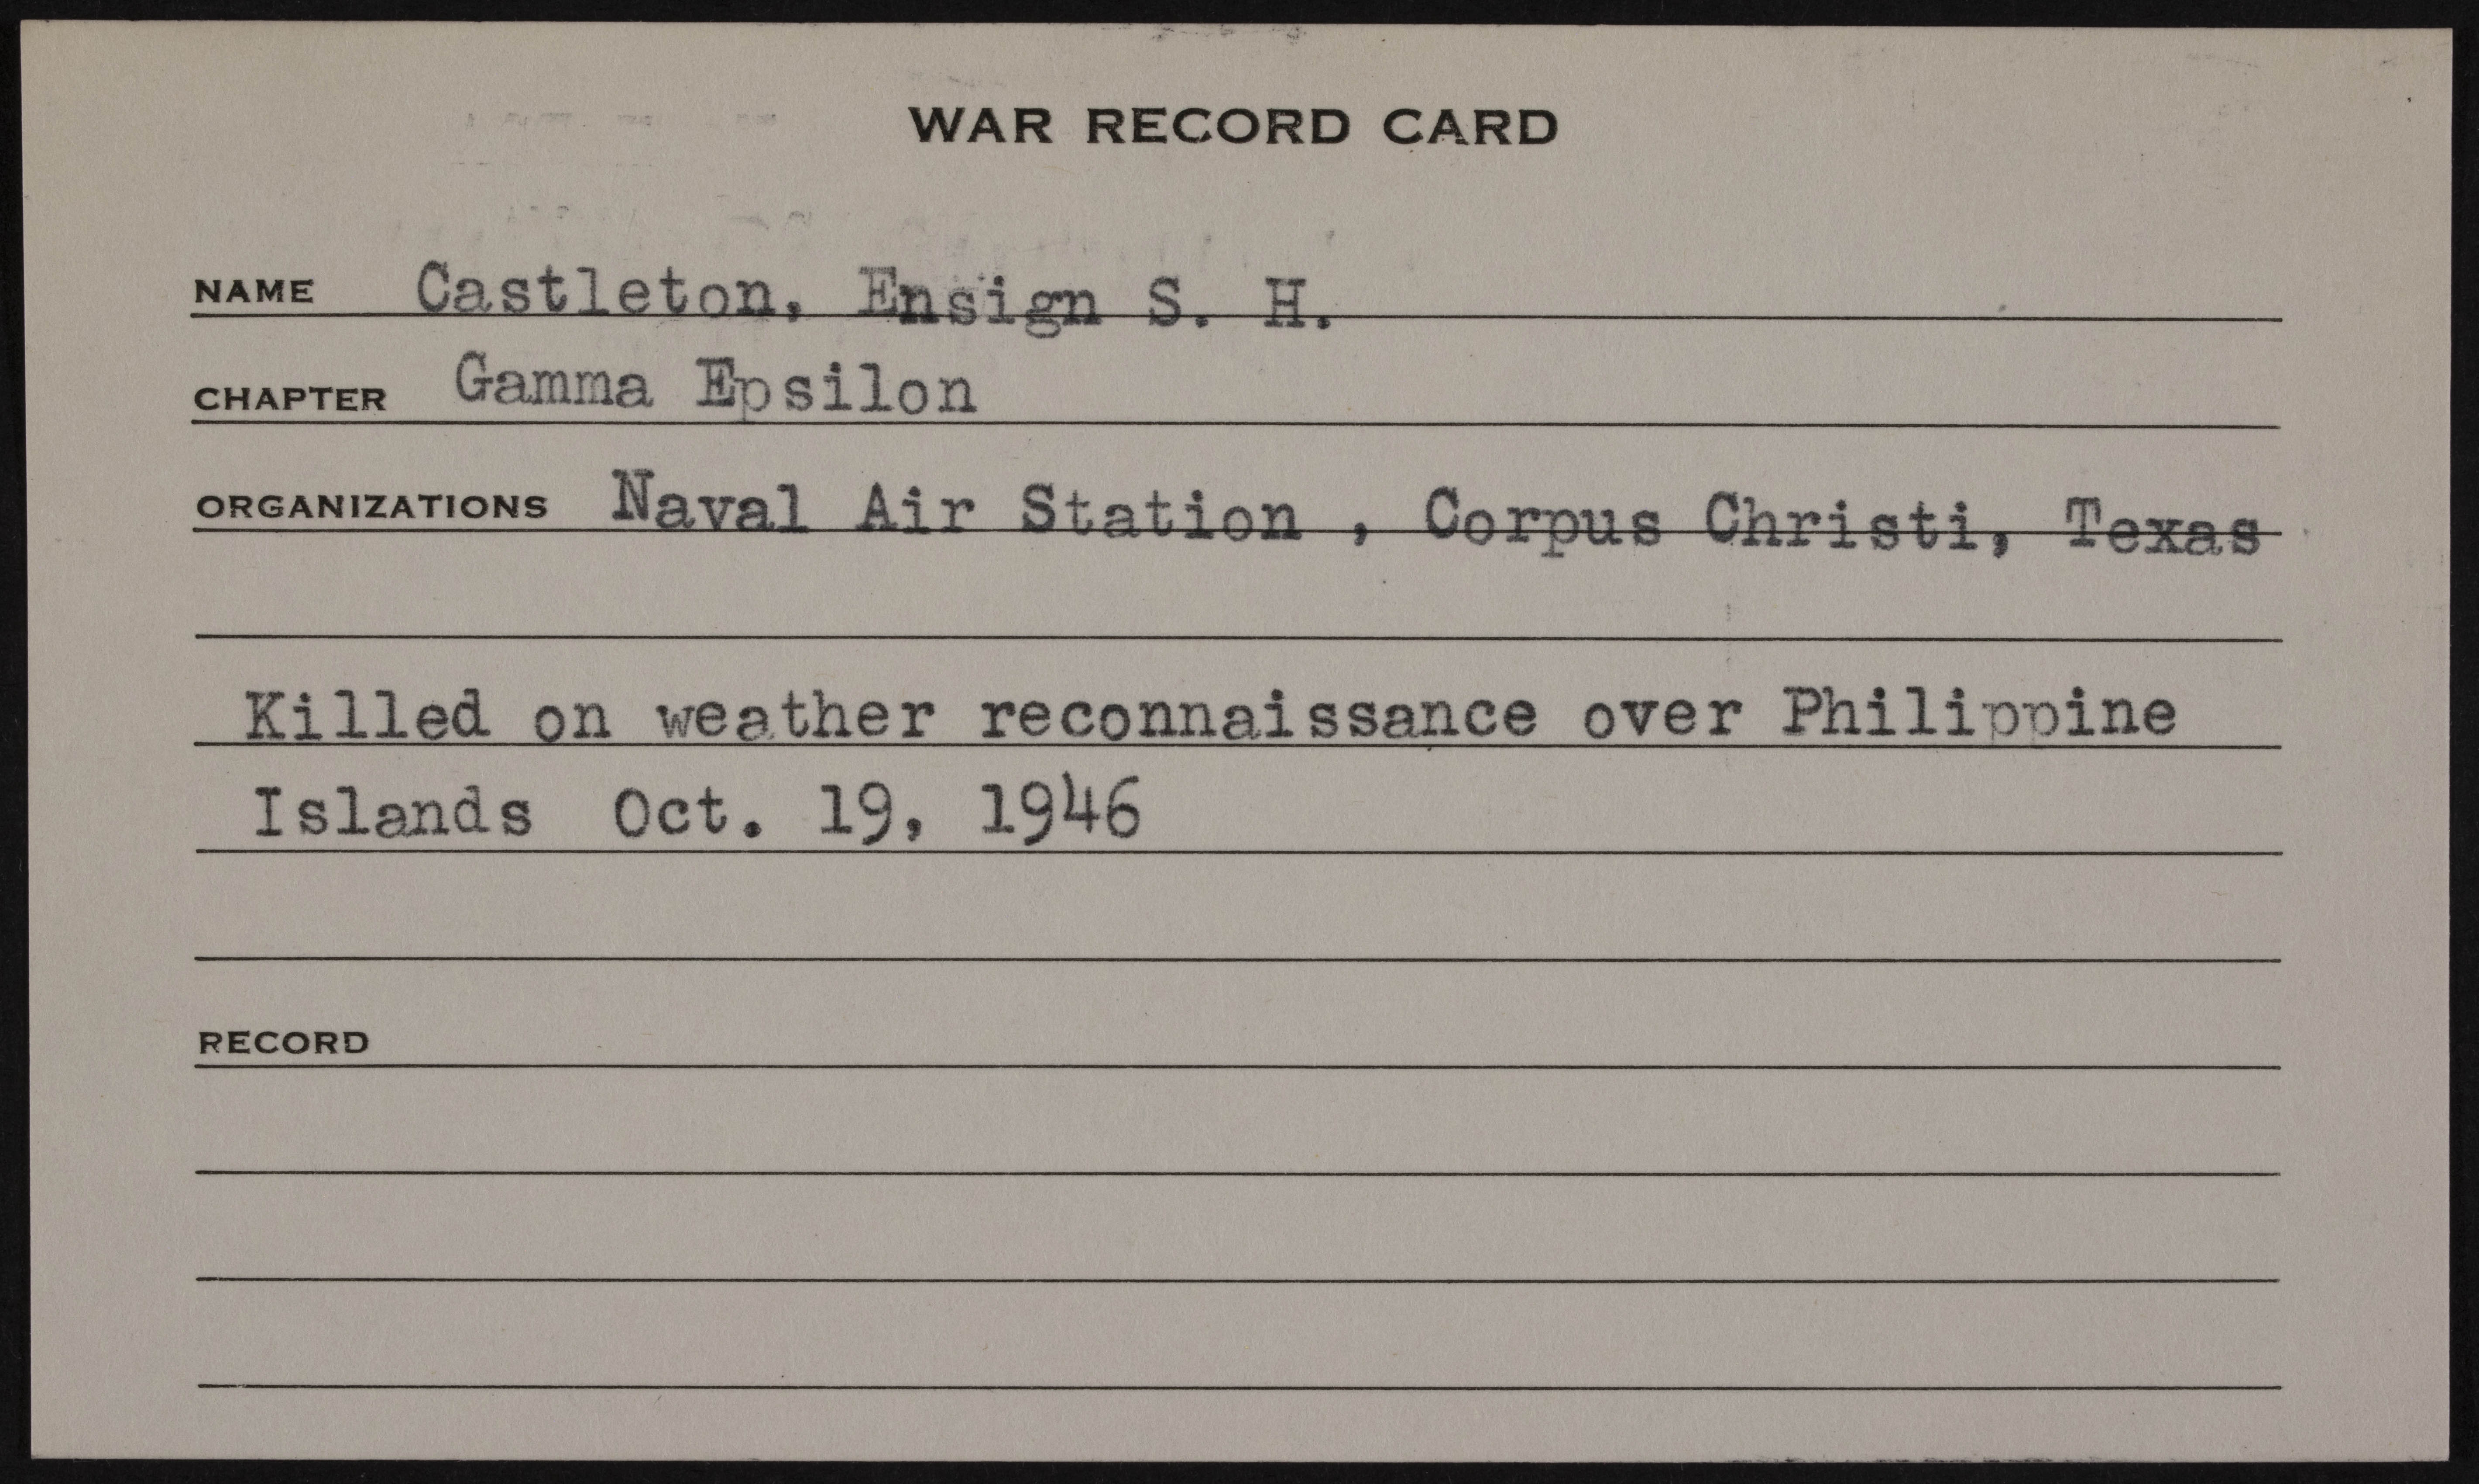 WAR RECORD CARD
NAME Castleton, Ensign S. H.
CHAPTER Gamma Epsilon
ORGANIZATIONS Naval Air Station , Corpus Christi, Texas
Killed on weather reconnaissance over Philippine
Islands Oct. 19, 1946
RECORD